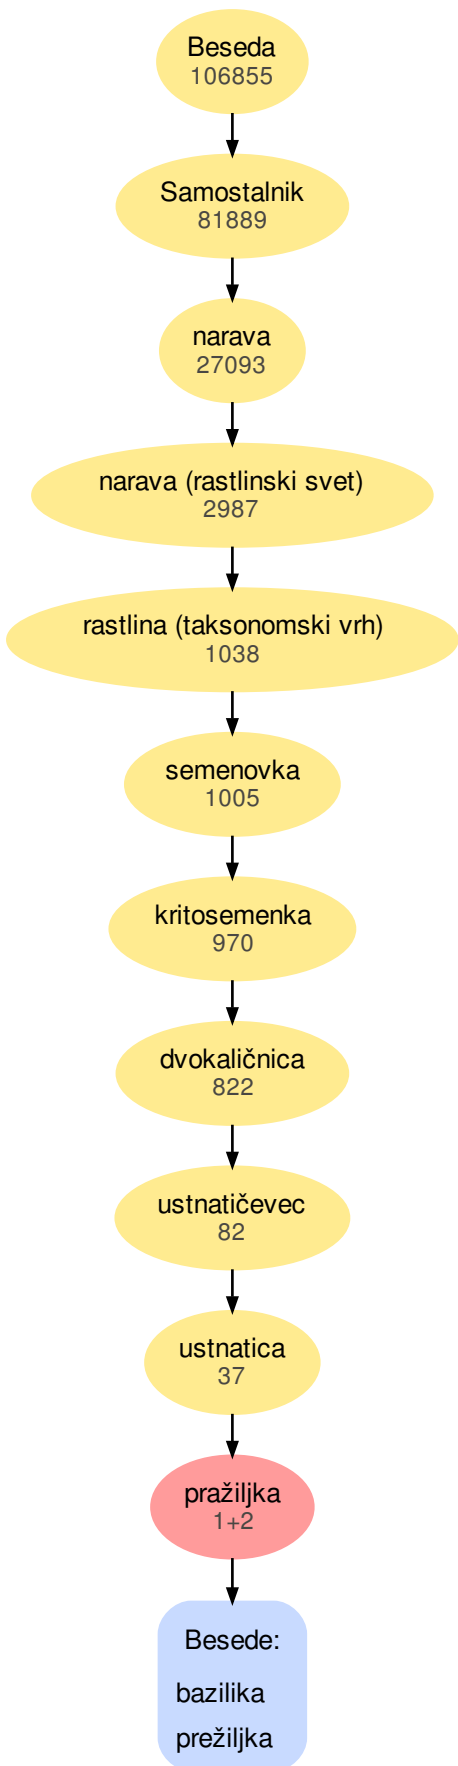 Beseda
106855
Samostalnik
81889
narava
27093
narava (rastlinski svet)
2987
rastlina (taksonomski vrh)
1038
semenovka
1005
kritosemenka
970
dvokaličnica
822
ustnatičevec
82
ustnatica
37
pražiljka
1+2
Besede:
bazilika
prežiljka